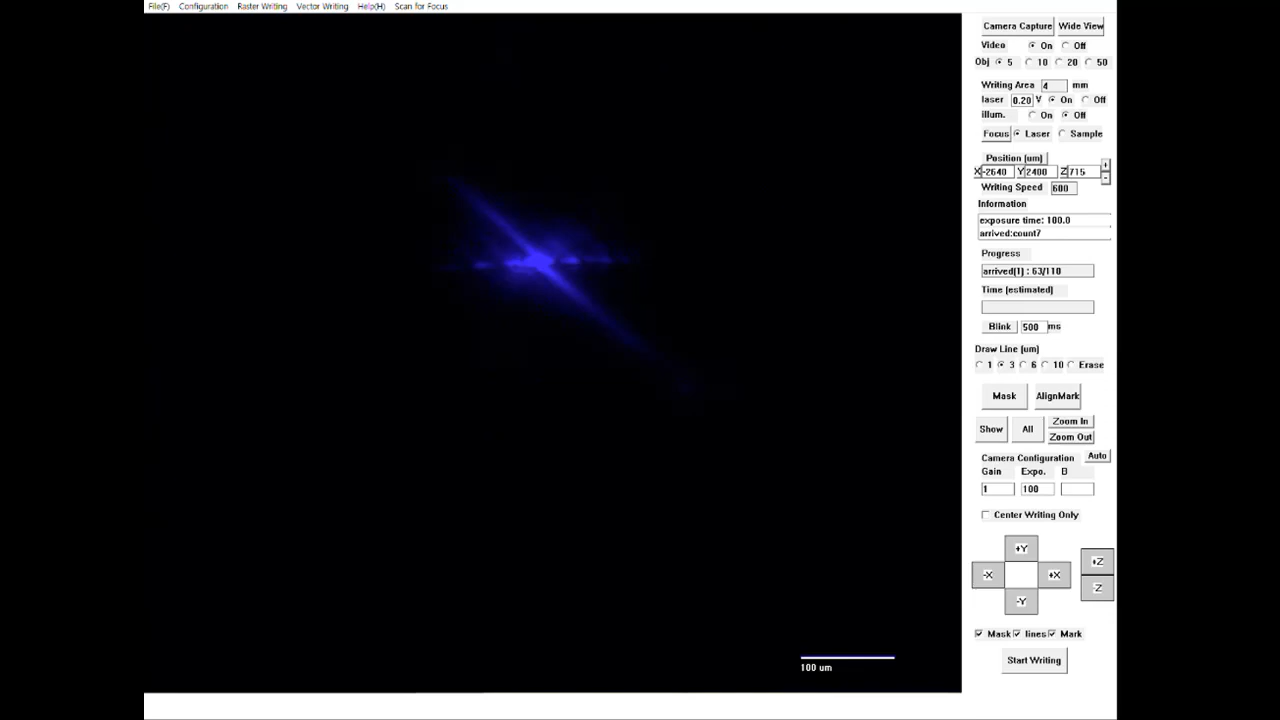 File(F) Configuration Raster Writing Vector Writing Help(H) Scan for Focus
Camera Capture Wide View
Video On Off
Obj 5 10 20 50
Writing Area 4 mm
laser 0.20 V On Off
illum. On Off
Focus Laser Sample
Position (um)
X -2640 Y 2400 Z 715 + -
Writing Speed 600
Information
exposure time: 100.0
arrived:count7
Progress
arrived(1) : 63/110
Time (estimated)
Blink 500 ms
Draw Line (um)
1 3 6 10 Erase
Mask AlignMark
Show All Zoom In
Zoom Out
Camera Configuration Auto
Gain Expo. B
1 100
Center Writing Only
+Y
-X +X
-Y
+Z
-Z
Mask lines Mark
Start Writing
100 um